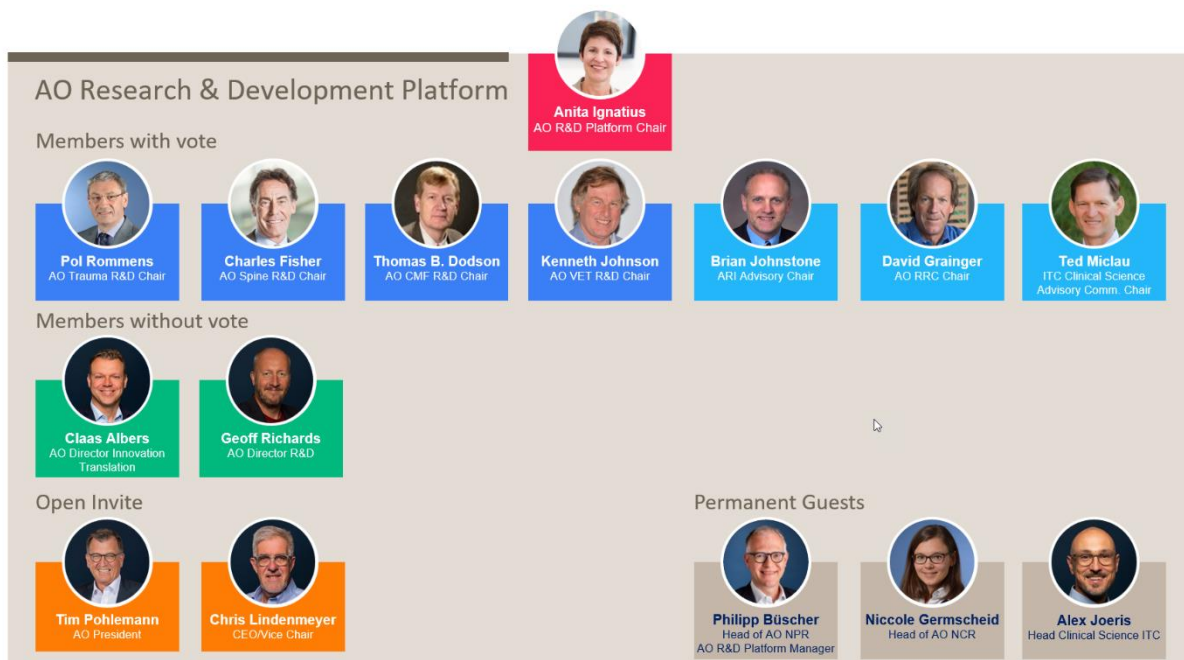 AO Research & Development Platform
Anita Ignatius
AO R&D Platform Chair
Members with vote
Pol Rommens
AO Trauma R&D Chair
Charles Fisher
AO Spine R&D Chair
Thomas B. Dodson
AO CMF R&D Chair
Kenneth Johnson
AO VET R&D Chair
Brian Johnstone
ARI Advisory Chair
David Grainger
AO RRC Chair
Ted Miclau
ITC Clinical Science
Advisory Comm. Chair
Members without vote
Claas Albers
AO Director Innovation
Translation
Geoff Richards
AO Director R&D
Open Invite
Tim Pohlemann
AO President
Chris Lindenmeyer
CEO/Vice Chair
Permanent Guests
Philipp Büscher
Head of AO NPR
AO R&D Platform Manager
Niccole Germscheid
Head of AO NCR
Alex Joeris
Head Clinical Science ITC